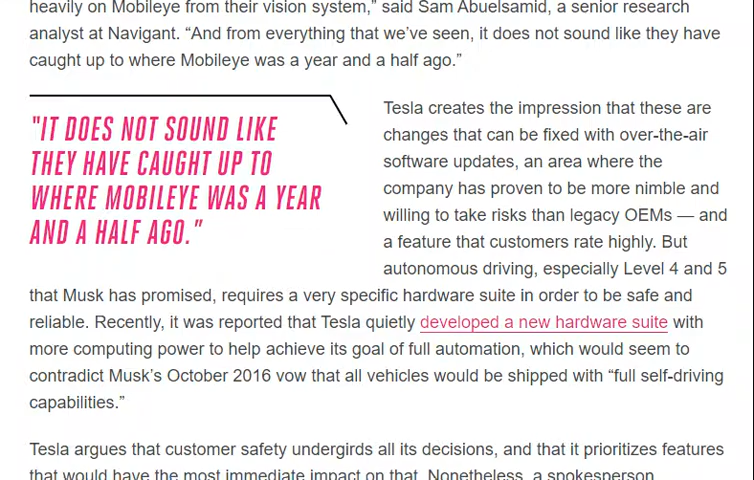 heavily on Mobileye from their vision system,” said Sam Abuelsamid, a senior research
analyst at Navigant. “And from everything that we’ve seen, it does not sound like they have
caught up to where Mobileye was a year and a half ago.”
"IT DOES NOT SOUND LIKE
THEY HAVE CAUGHT UP TO
WHERE MOBILEYE WAS A YEAR
AND A HALF AGO."
Tesla creates the impression that these are
changes that can be fixed with over-the-air
software updates, an area where the
company has proven to be more nimble and
willing to take risks than legacy OEMs — and
a feature that customers rate highly. But
autonomous driving, especially Level 4 and 5
that Musk has promised, requires a very specific hardware suite in order to be safe and
reliable. Recently, it was reported that Tesla quietly developed a new hardware suite with
more computing power to help achieve its goal of full automation, which would seem to
contradict Musk’s October 2016 vow that all vehicles would be shipped with “full self-driving
capabilities.”
Tesla argues that customer safety undergirds all its decisions, and that it prioritizes features
that would have the most immediate impact on that. Nonetheless, a spokesperson